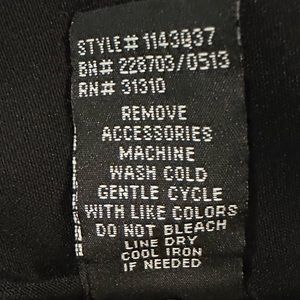 STYLE# 1143Q37
BN# 228703/0513
RN# 31310
REMOVE
ACCESSORIES
MACHINE
WASH COLD
GENTLE CYCLE
WITH LIKE COLORS
DO NOT BLEACH
LINE DRY
COOL IRON
IF NEEDED